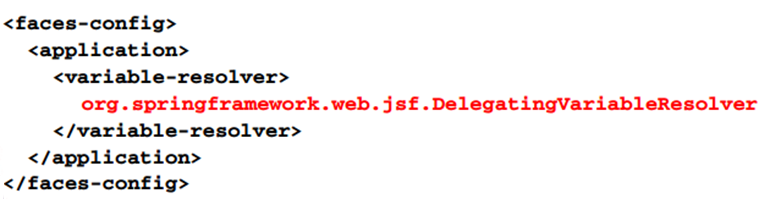 <faces-config>
<application>
<variable-resolver>
org.springframework.web.jsf.DelegatingVariableResolver
</variable-resolver>
</application>
</faces-config>